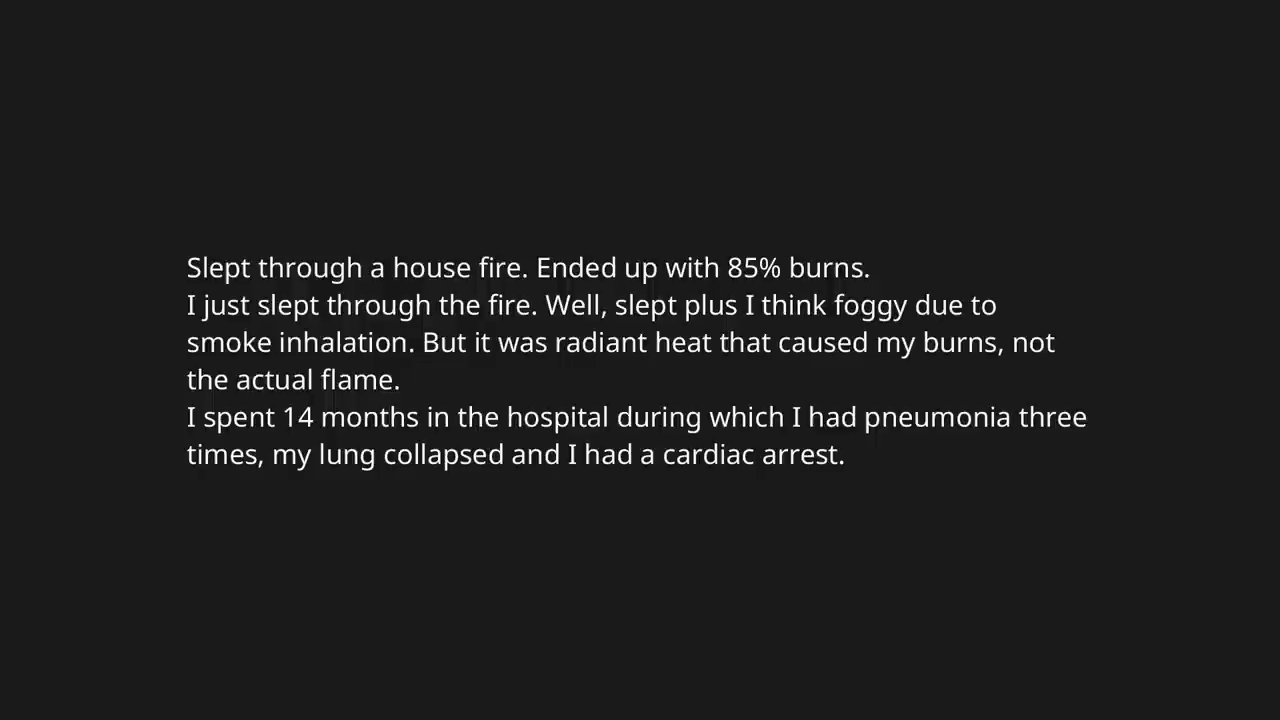 Slept through a house fire. Ended up with 85% burns.
I just slept through the fire. Well, slept plus I think foggy due to
smoke inhalation. But it was radiant heat that caused my burns, not
the actual flame.
I spent 14 months in the hospital during which I had pneumonia three
times, my lung collapsed and I had a cardiac arrest.